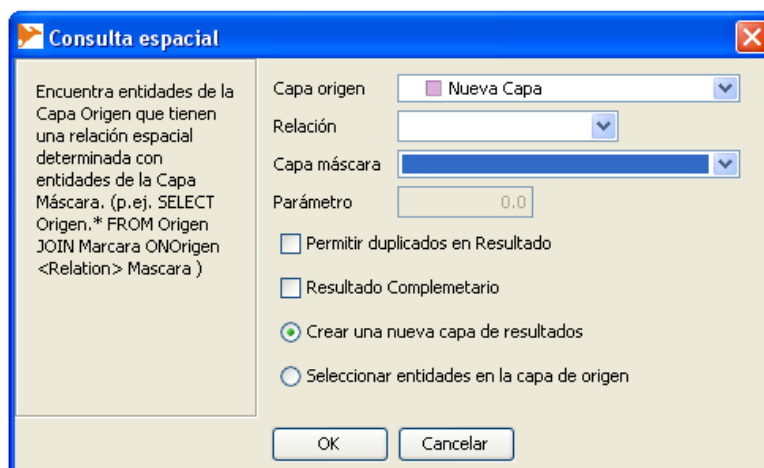 Consulta espacial
Encuentra entidades de la
Capa Origen que tienen
una relación espacial
determinada con
entidades de la Capa
Máscara. (p.ej. SELECT
Origen.* FROM Origen
JOIN Marcara ONOrigen
<Relation> Mascara )
Capa origen Nueva Capa
Relación
Capa máscara
Parámetro 0.0
Permitir duplicados en Resultado
Resultado Complemetario
Crear una nueva capa de resultados
Seleccionar entidades en la capa de origen
OK Cancelar